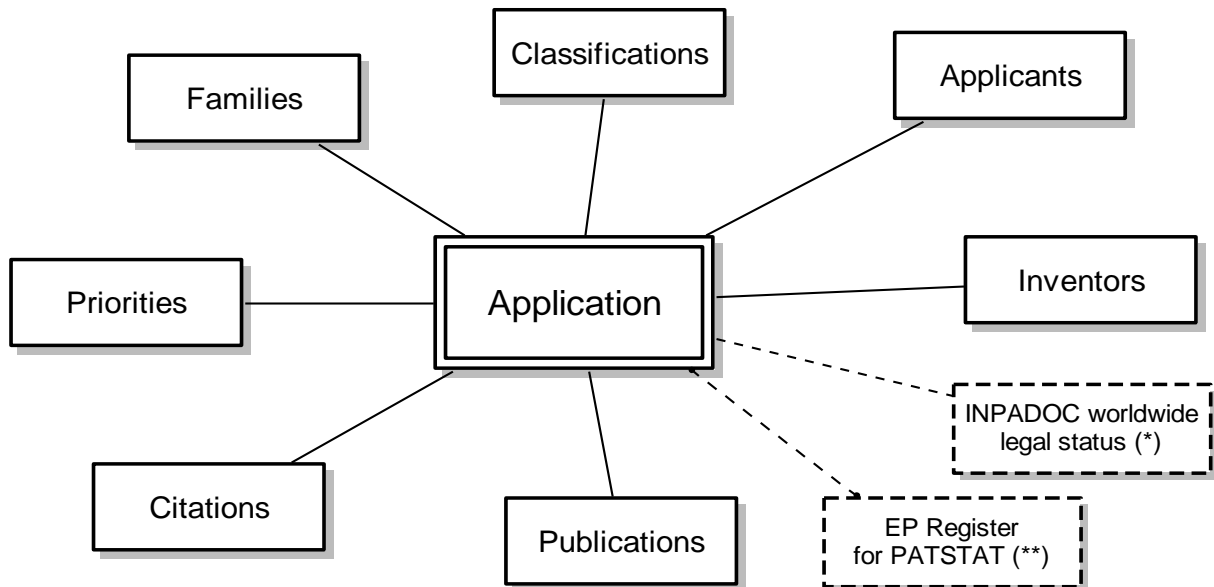 Classifications
Applicants
Families
Application
Inventors
Priorities
INPADOC worldwide
legal status (*)
Citations
Publications
EP Register
for PATSTAT (**)